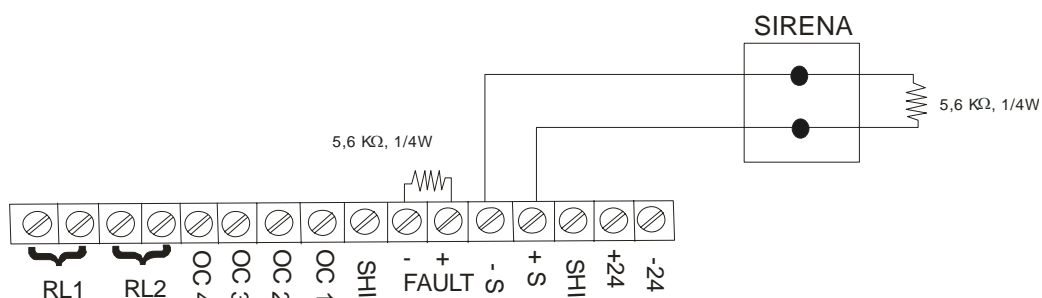 SIRENA
5,6 KΩ, 1/4W
5,6 KΩ, 1/4W
RL1
RL2
OC 4
OC 3
OC 2
OC 1
SHI
- +
FAULT
- S
+ S
SHI
+24
-24